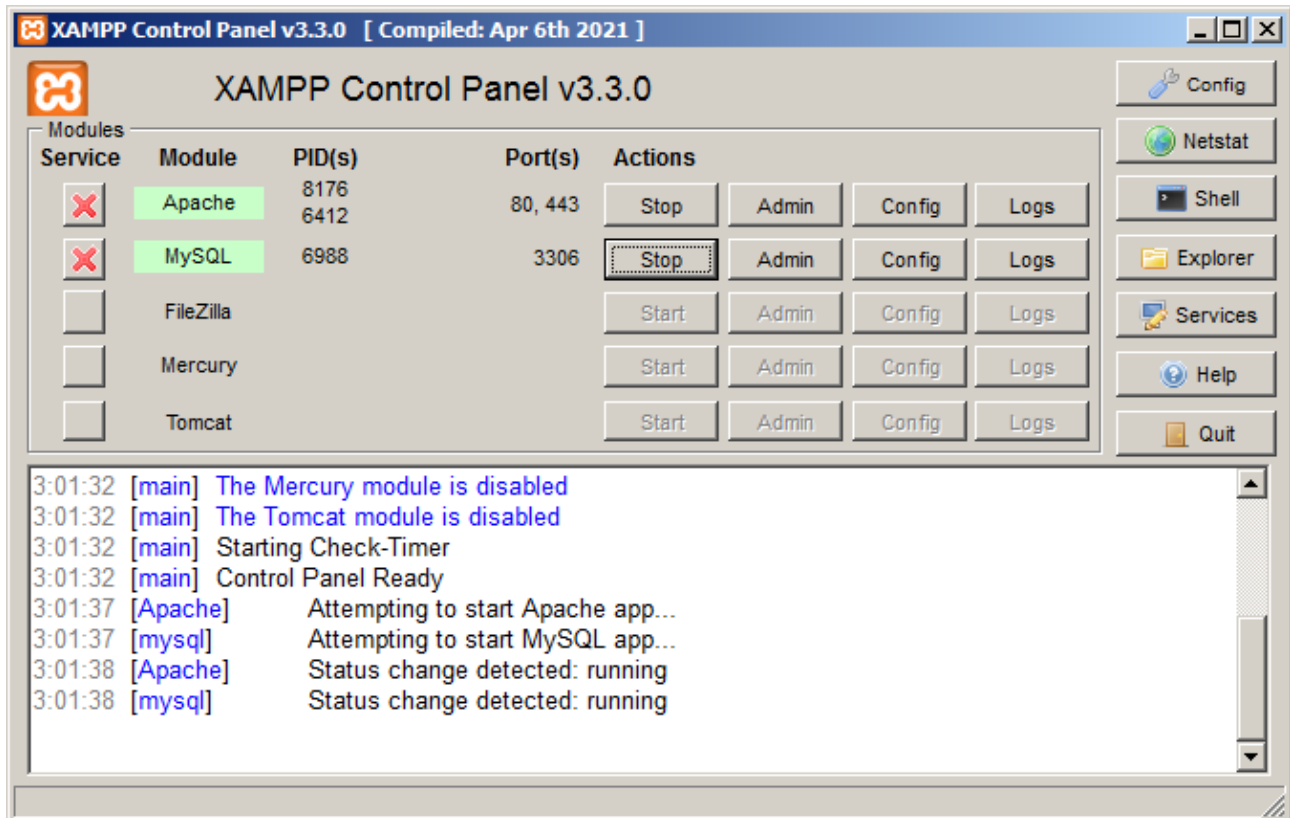 XAMPP Control Panel v3.3.0 [ Compiled: Apr 6th 2021 ]
XAMPP Control Panel v3.3.0
Config
Modules
Netstat
Service Module PID(s) Port(s) Actions
Apache 8176 6412 80, 443 Stop Admin Config Logs
Shell
MySQL 6988 3306 Stop Admin Config Logs
Explorer
FileZilla Start Admin Config Logs
Services
Mercury Start Admin Config Logs
Help
Tomcat Start Admin Config Logs
Quit
3:01:32 [main] The Mercury module is disabled
3:01:32 [main] The Tomcat module is disabled
3:01:32 [main] Starting Check-Timer
3:01:32 [main] Control Panel Ready
3:01:37 [Apache] Attempting to start Apache app...
3:01:37 [mysql] Attempting to start MySQL app...
3:01:38 [Apache] Status change detected: running
3:01:38 [mysql] Status change detected: running